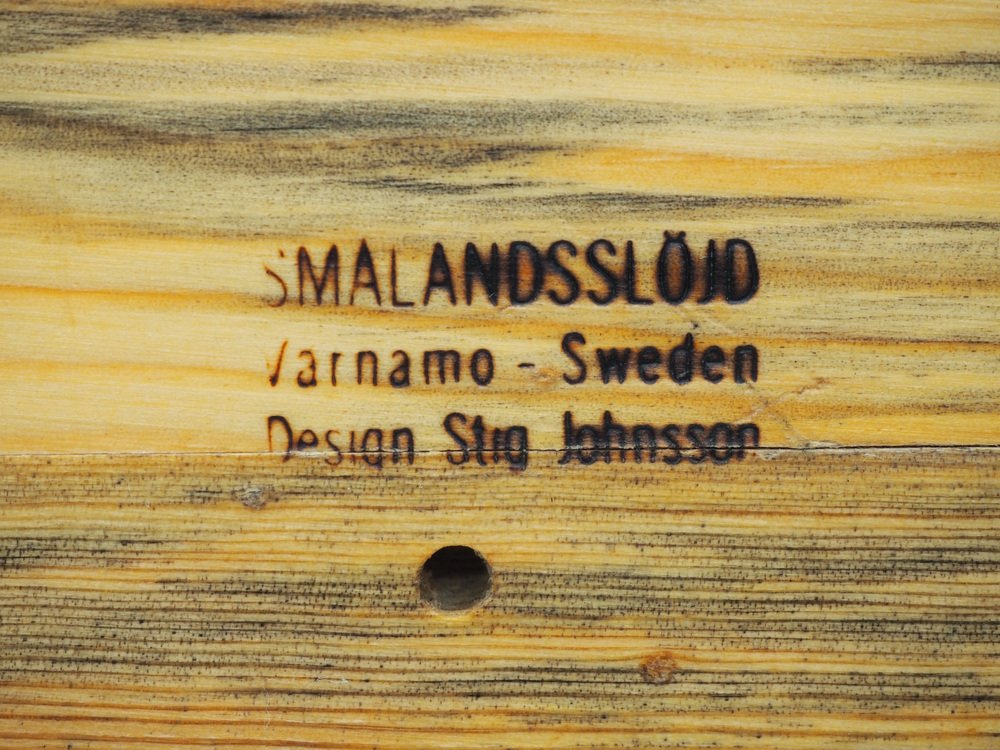 SMALANDSSLÖJD
Varnamo - Sweden
Design Stig Johnsson